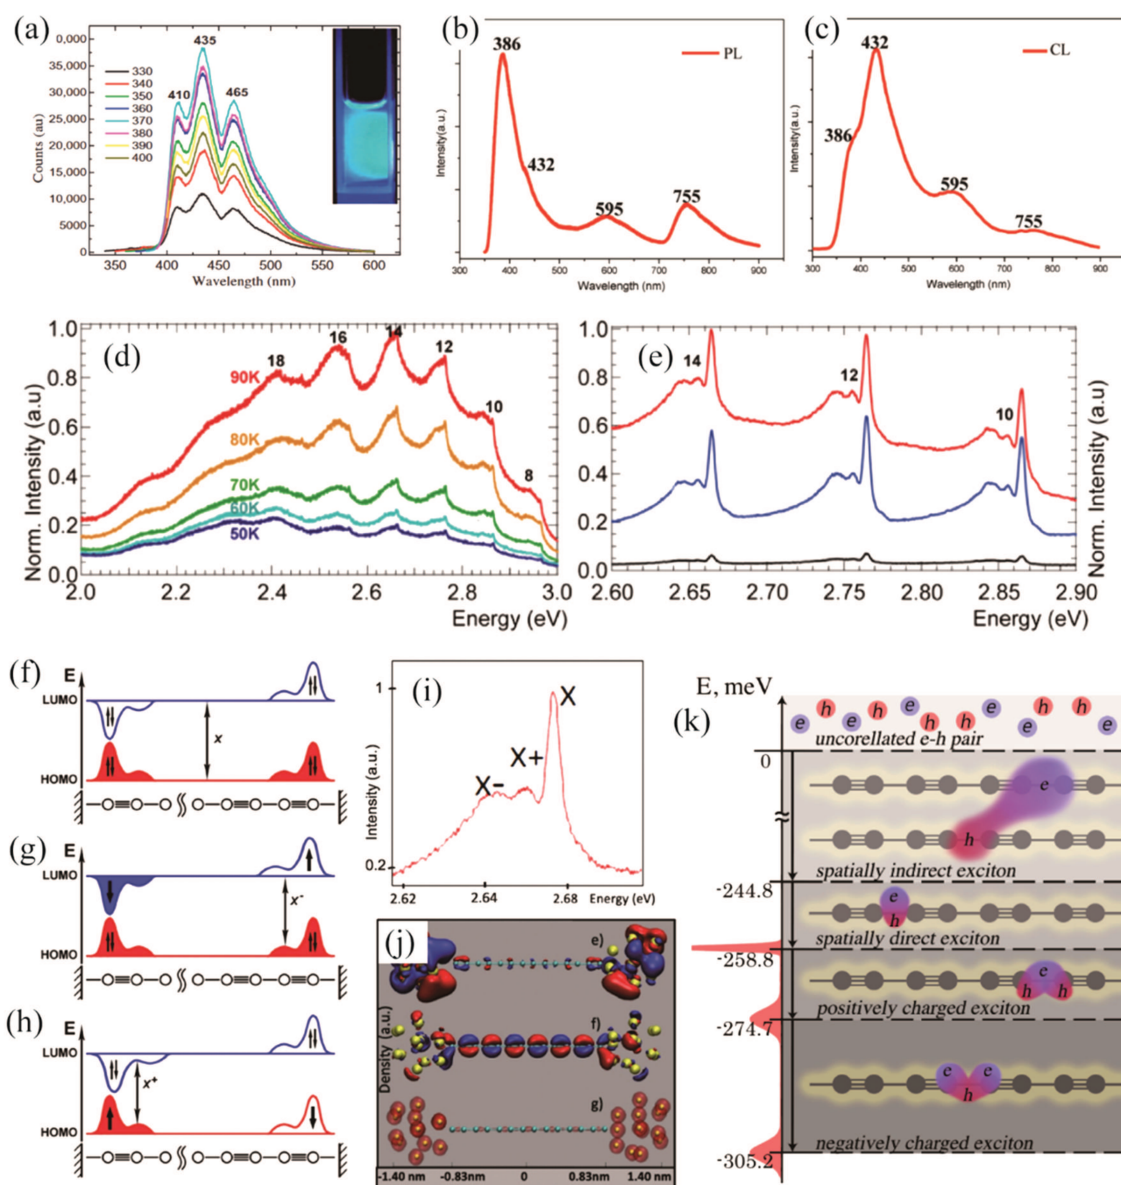 (a)
0,000
35,000
30,000
25,000
20,000
15,000
10,000
5000
0
Counts (au)
330
340
350
360
370
380
390
400
410
435
465
350 400 450 500 550 600
Wavelength (nm)
(b)
386
432
595
755
PL
Intensity(a.u.)
300 400 500 600 700 800 900
Wavelength (nm)
(c)
432
386
595
755
CL
Intensity(a.u.)
300 400 500 600 700 800 900
Wavelength (nm)
(d)
1.0
0.8
0.6
0.4
0.2
0.0
Norm. Intensity (a.u)
90K
80K
70K
60K
50K
18 16 14 12 10 8
2.0 2.2 2.4 2.6 2.8 3.0
Energy (eV)
(e)
1.0
0.8
0.6
0.4
0.2
0.0
14 12 10
Norm. Intensity (a.u)
2.60 2.65 2.70 2.75 2.80 2.85 2.90
Energy (eV)
(f)
E
LUMO
x
HOMO
(g)
E
LUMO
x-
HOMO
(h)
E
LUMO
x+
HOMO
(i)
1
0.2
Intensity (a.u.)
X
X+
X-
2.62 2.64 2.68
Energy (eV)
(j)
e)
f)
g)
Density (a.u.)
-1.40 nm -0.83nm 0 0.83nm 1.40 nm
(k)
E, meV
e h e h e h h e h h e
uncorellated e-h pair
0
e
h
spatially indirect exciton
-244.8
e
h
spatially direct exciton
-258.8
e
h h
positively charged exciton
-274.7
e e
h
negatively charged exciton
-305.2